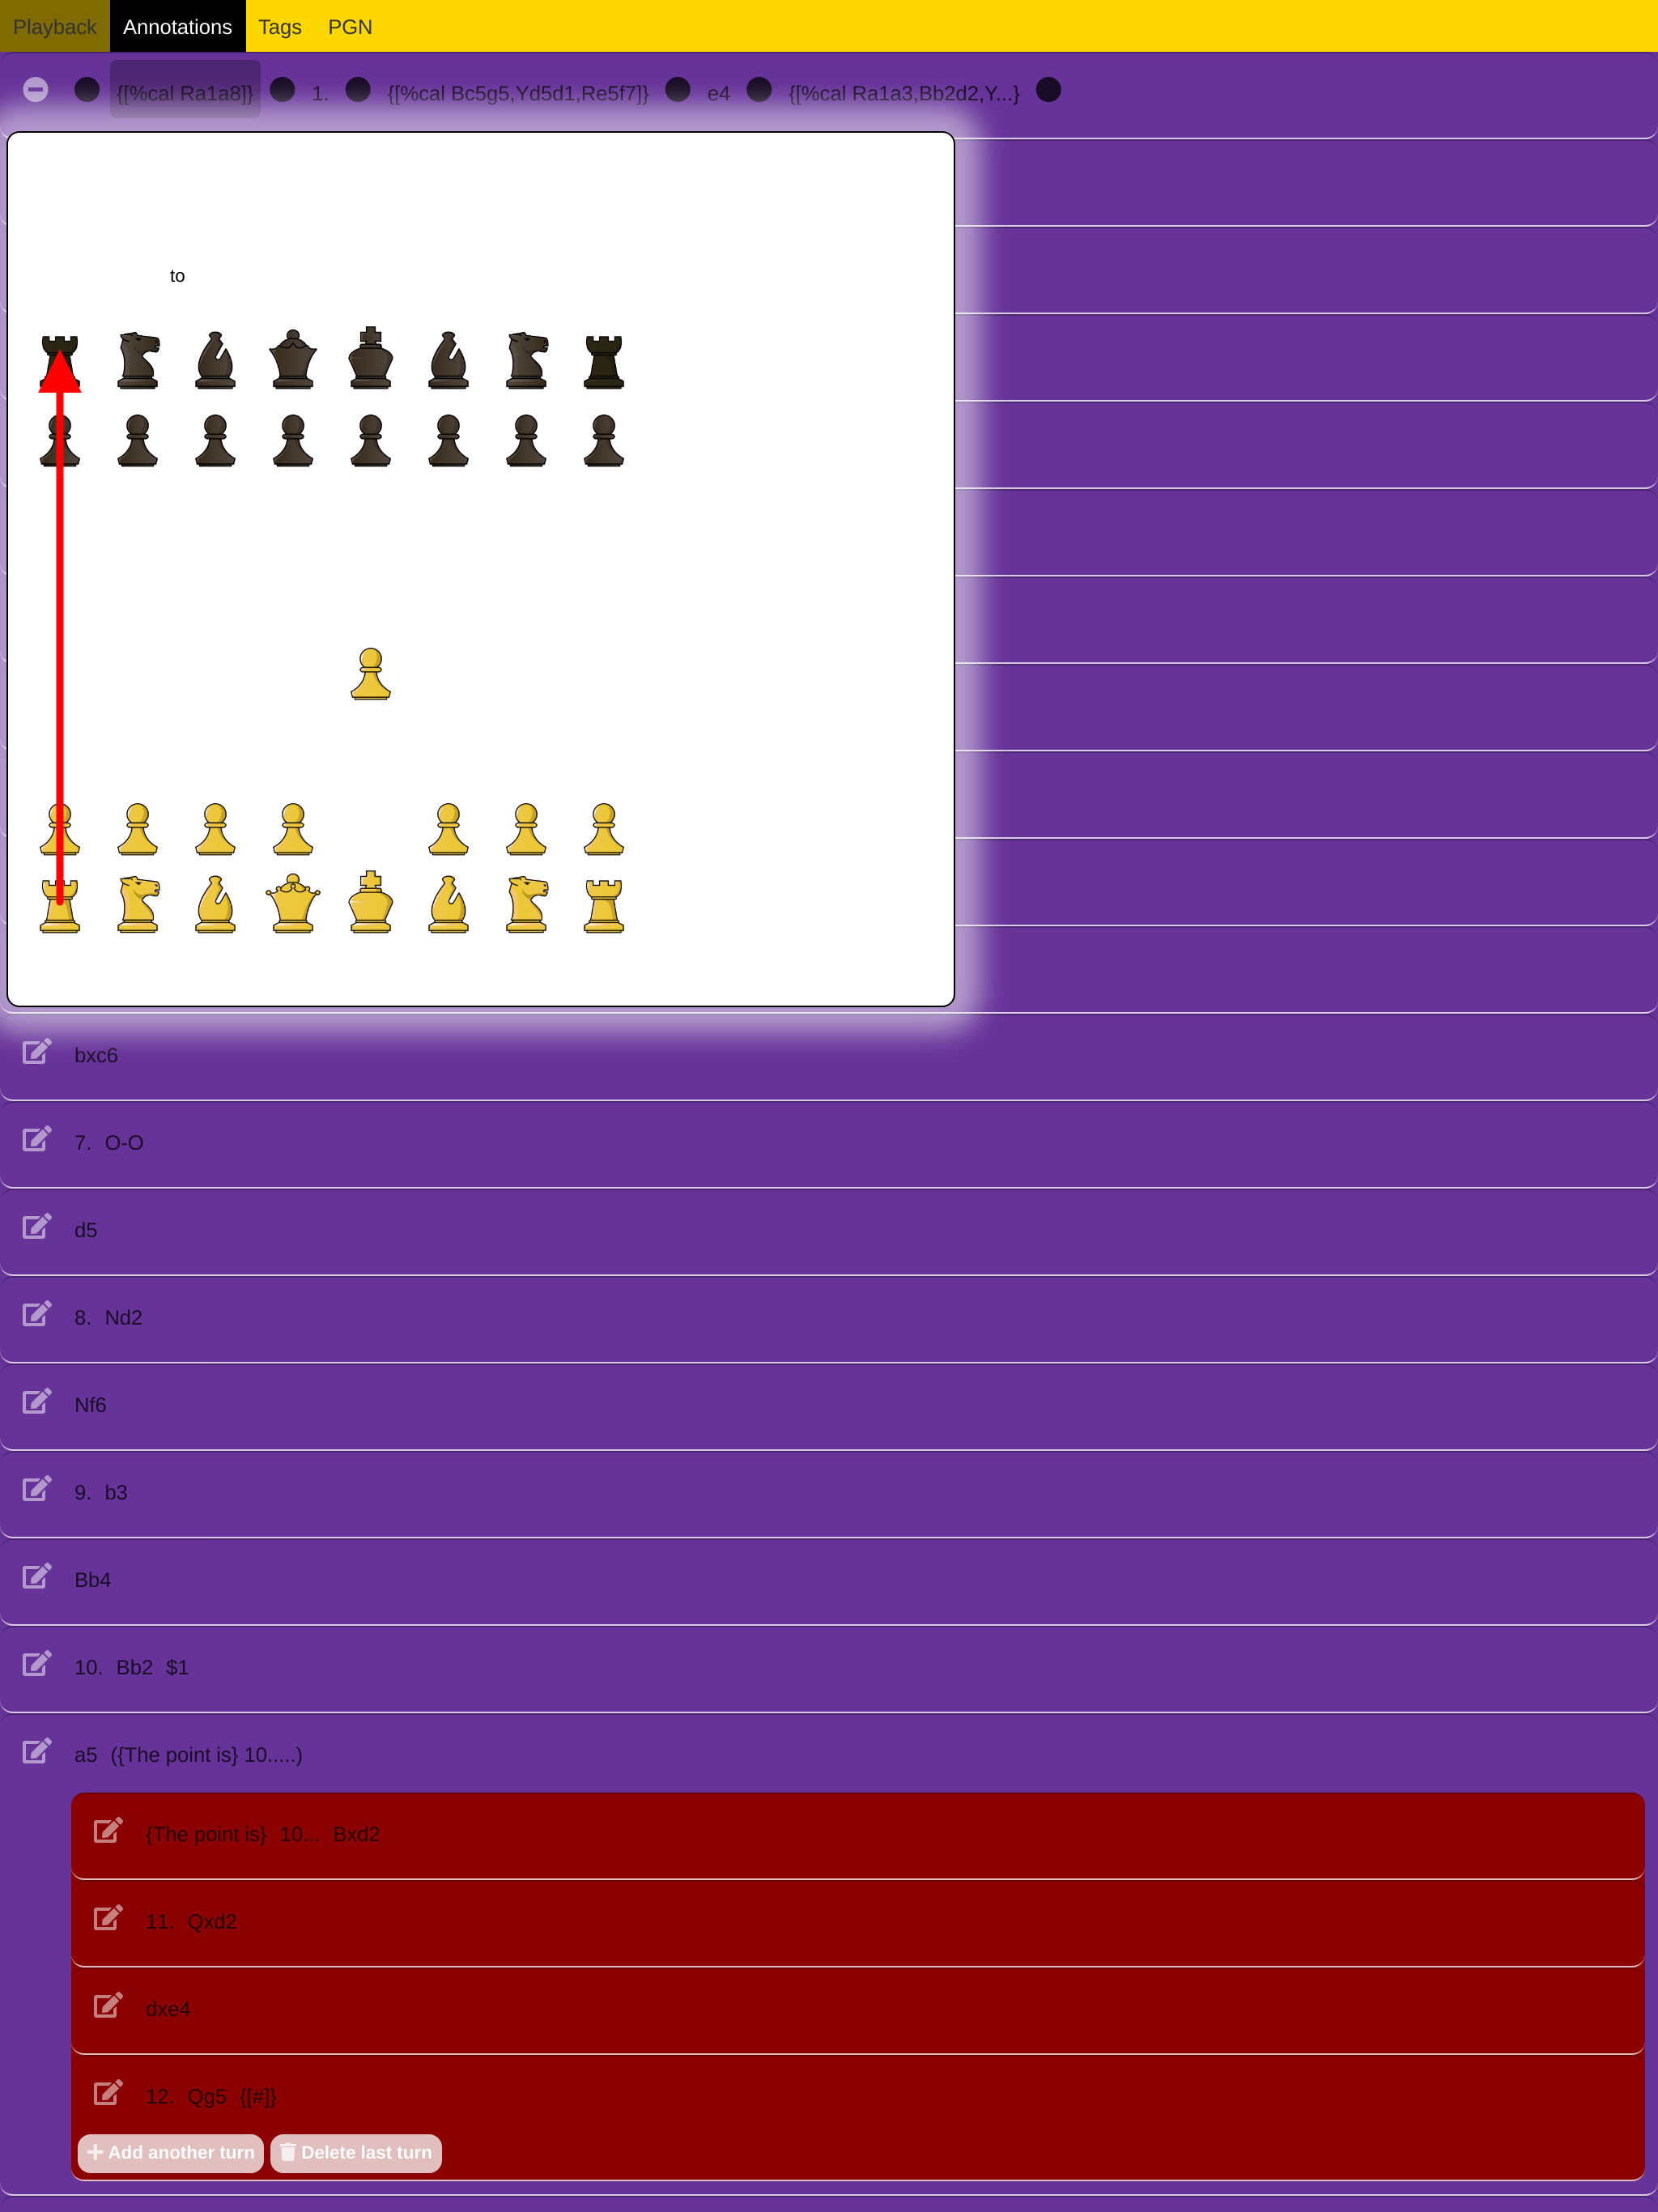 Playback Annotations Tags PGN
{[%cal Ra1a8]} 1. {[%cal Bc5g5,Yd5d1,Re5f7]} e4 {[%cal Ra1a3,Bb2d2,Y...}
to
bxc6
7. O-O
d5
8. Nd2
Nf6
9. b3
Bb4
10. Bb2 $1
a5 ({The point is} 10.....)
{The point is} 10... Bxd2
11. Qxd2
dxe4
12. Qg5 {[#]}
Add another turn Delete last turn